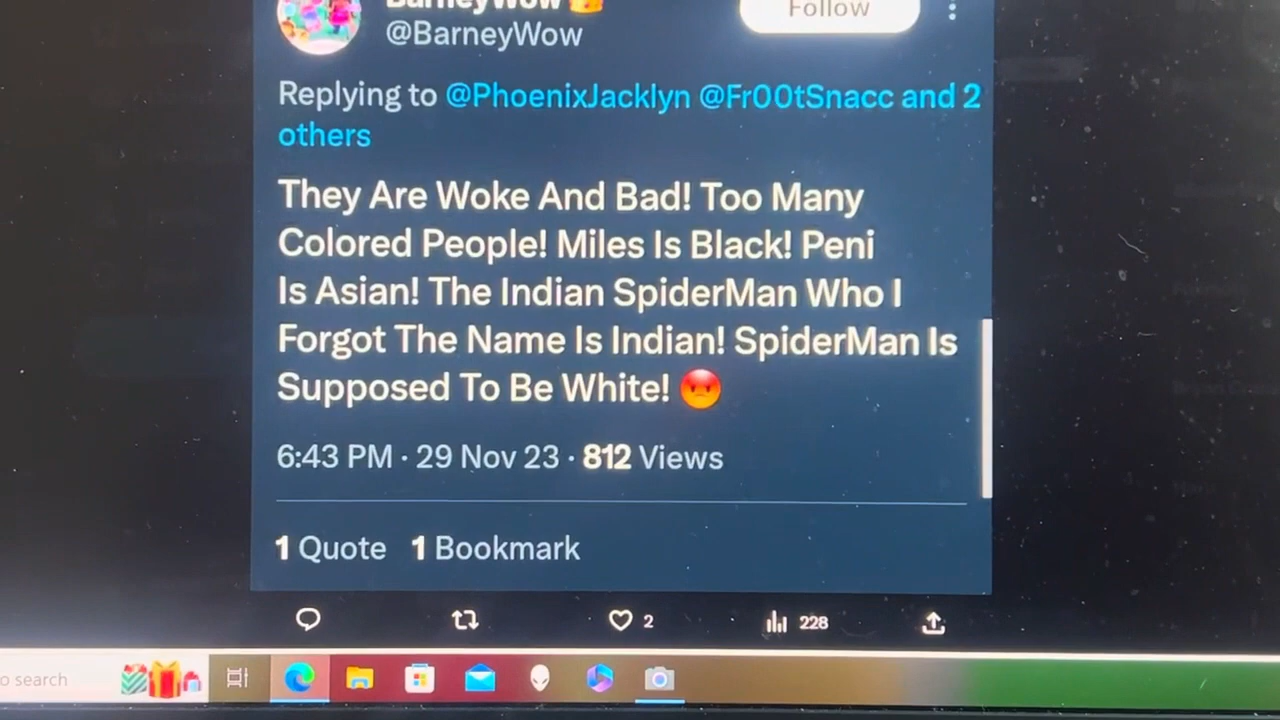 BarneyWow
Follow
@BarneyWow
Replying to @PhoenixJacklyn @Fr00tSnacc and 2
others
They Are Woke And Bad! Too Many
Colored People! Miles Is Black! Peni
Is Asian! The Indian SpiderMan Who I
Forgot The Name Is Indian! SpiderMan Is
Supposed To Be White! 😡
6:43 PM · 29 Nov 23 · 812 Views
1 Quote 1 Bookmark
2 228
o search